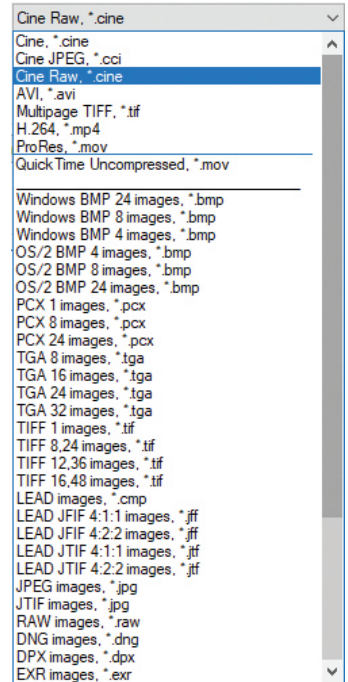 Cine Raw, *.cine
Cine, *.cine
Cine JPEG, *.cci
Cine Raw, *.cine
AVI, *.avi
Multipage TIFF, *.tif
H.264, *.mp4
ProRes, *.mov
QuickTime Uncompressed, *.mov
Windows BMP 24 images, *.bmp
Windows BMP 8 images, *.bmp
Windows BMP 4 images, *.bmp
OS/2 BMP 4 images, *.bmp
OS/2 BMP 8 images, *.bmp
OS/2 BMP 24 images, *.bmp
PCX 1 images, *.pcx
PCX 8 images, *.pcx
PCX 24 images, *.pcx
TGA 8 images, *.tga
TGA 16 images, *.tga
TGA 24 images, *.tga
TGA 32 images, *.tga
TIFF 1 images, *.tif
TIFF 8,24 images, *.tif
TIFF 12,36 images, *.tif
TIFF 16,48 images, *.tif
LEAD images, *.cmp
LEAD JFIF 4:1:1 images, *.jff
LEAD JFIF 4:2:2 images, *.jff
LEAD JTIF 4:1:1 images, *.jtf
LEAD JTIF 4:2:2 images, *.jtf
JPEG images, *.jpg
JTIF images, *.jpg
RAW images, *.raw
DNG images, *.dng
DPX images, *.dpx
EXR images, *.exr